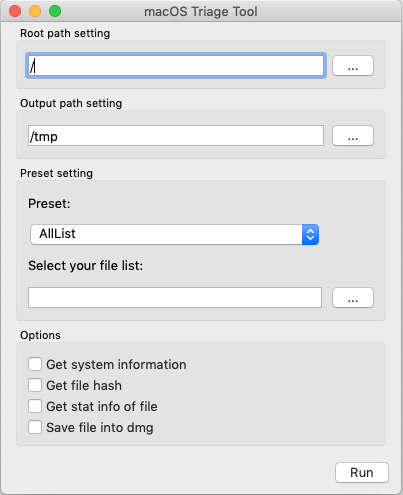 macOS Triage Tool
Root path setting
/
...
Output path setting
/tmp
...
Preset setting
Preset:
AllList
Select your file list:
...
Options
Get system information
Get file hash
Get stat info of file
Save file into dmg
Run